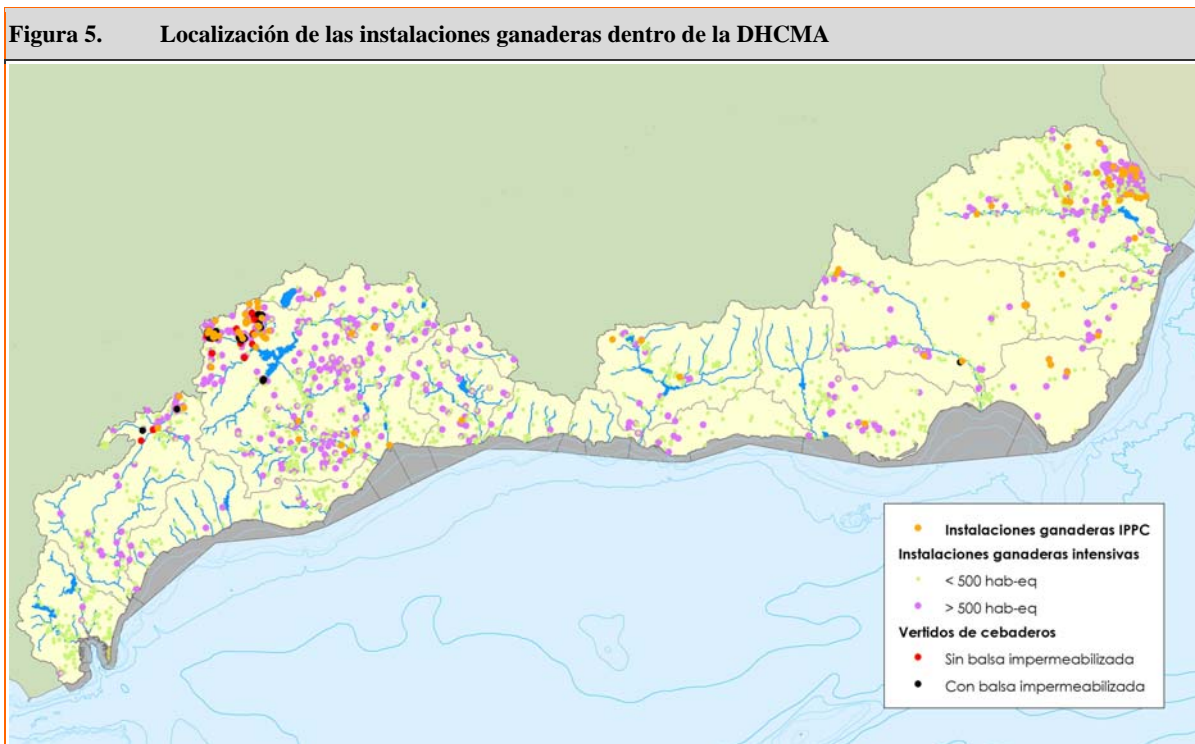 Figura 5. Localización de las instalaciones ganaderas dentro de la DHCMA
Instalaciones ganaderas IPPC
Instalaciones ganaderas intensivas
< 500 hab-eq
> 500 hab-eq
Vertidos de cebaderos
Sin balsa impermeabilizada
Con balsa impermeabilizada